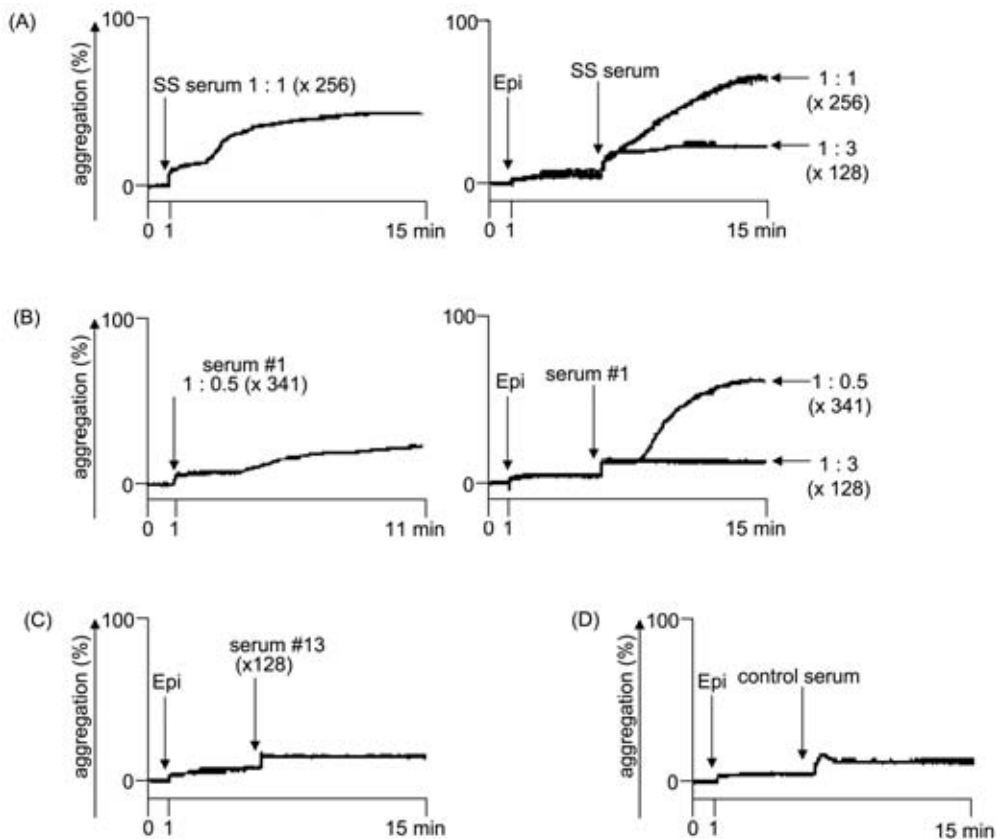 (A)
aggregation (%)
100
0
SS serum 1 : 1 (x 256)
0 1 15 min
100
0
Epi
SS serum
1 : 1
(x 256)
1 : 3
(x 128)
0 1 15 min
(B)
aggregation (%)
100
0
serum #1
1 : 0.5 (x 341)
0 1 11 min
100
0
Epi
serum #1
1 : 0.5
(x 341)
1 : 3
(x 128)
0 1 15 min
(C)
aggregation (%)
100
0
Epi
serum #13
(x128)
0 1 15 min
(D)
aggregation (%)
100
0
Epi
control serum
0 1 15 min